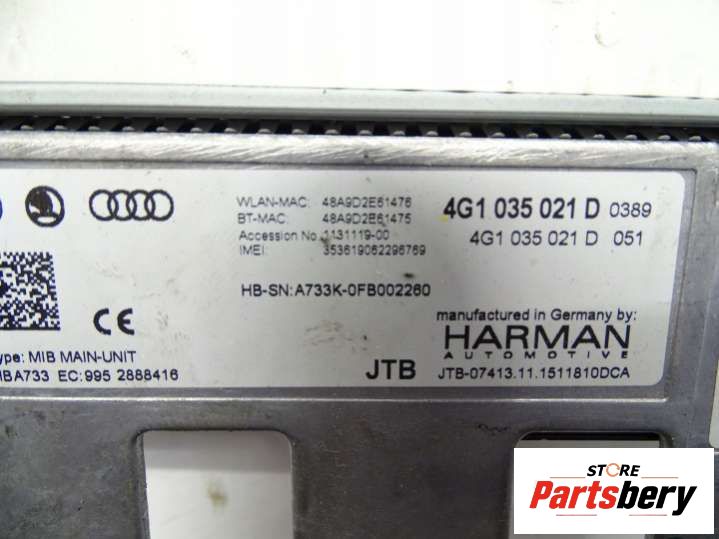 WLAN-MAC: 48A9D2E61476
BT-MAC: 48A9D2E61475
Accession No. 1131119-00
IMEI: 353619062296769
4G1 035 021 D 0389
4G1 035 021 D 051
HB-SN: A733K-0FB002260
CE
manufactured in Germany by:
HARMAN
AUTOMOTIVE
ype: MIB MAIN-UNIT
IBA733 EC: 995 2888416
JTB
JTB-07413.11.1511810DCA
STORE
Partsbery